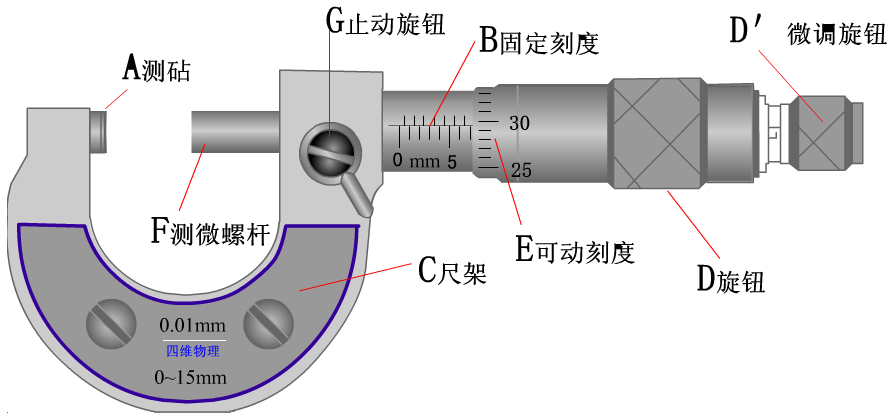 G止动旋钮
B固定刻度
D′ 微调旋钮
A测砧
30
0 mm 5
25
F测微螺杆
E可动刻度
C尺架
D旋钮
0.01mm
四维物理
0~15mm